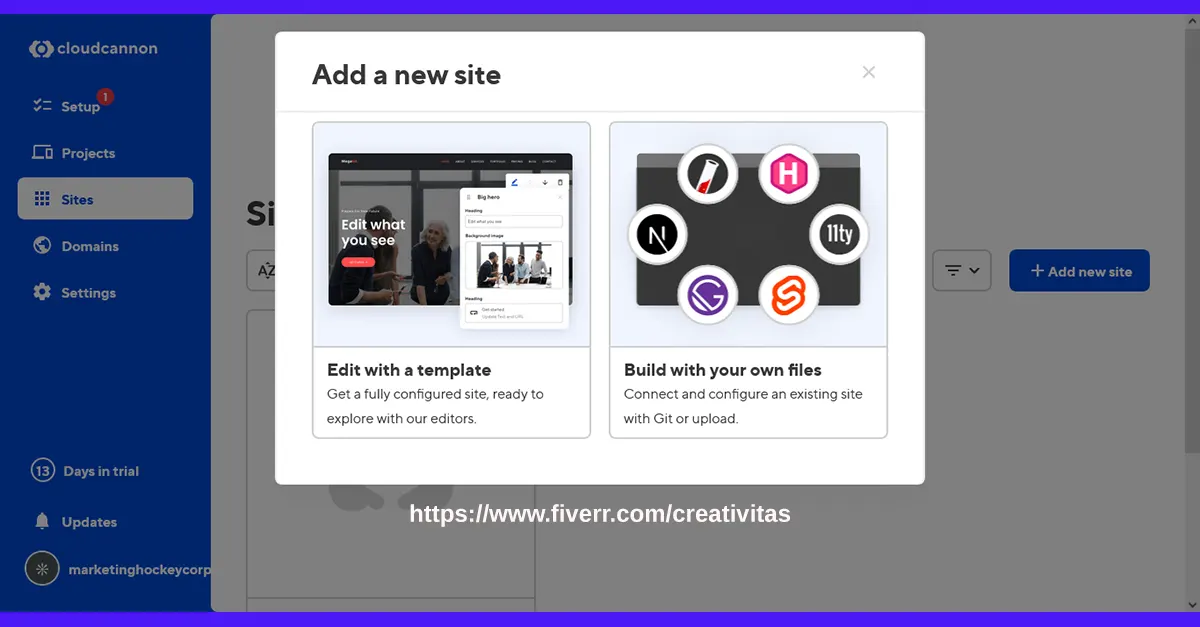 cloudcannon
Setup
1
Projects
Sites
Domains
Settings
13
Days in trial
Updates
marketinghockeycorp
Si
AZ
Add new site
Add a new site
Edit what
you see
Big hero
Heading
Edit what you see
Background image
Heading
Get started
Edit with a template
Get a fully configured site, ready to
explore with our editors.
H
N
11ty
Build with your own files
Connect and configure an existing site
with Git or upload.
https://www.fiverr.com/creativitas